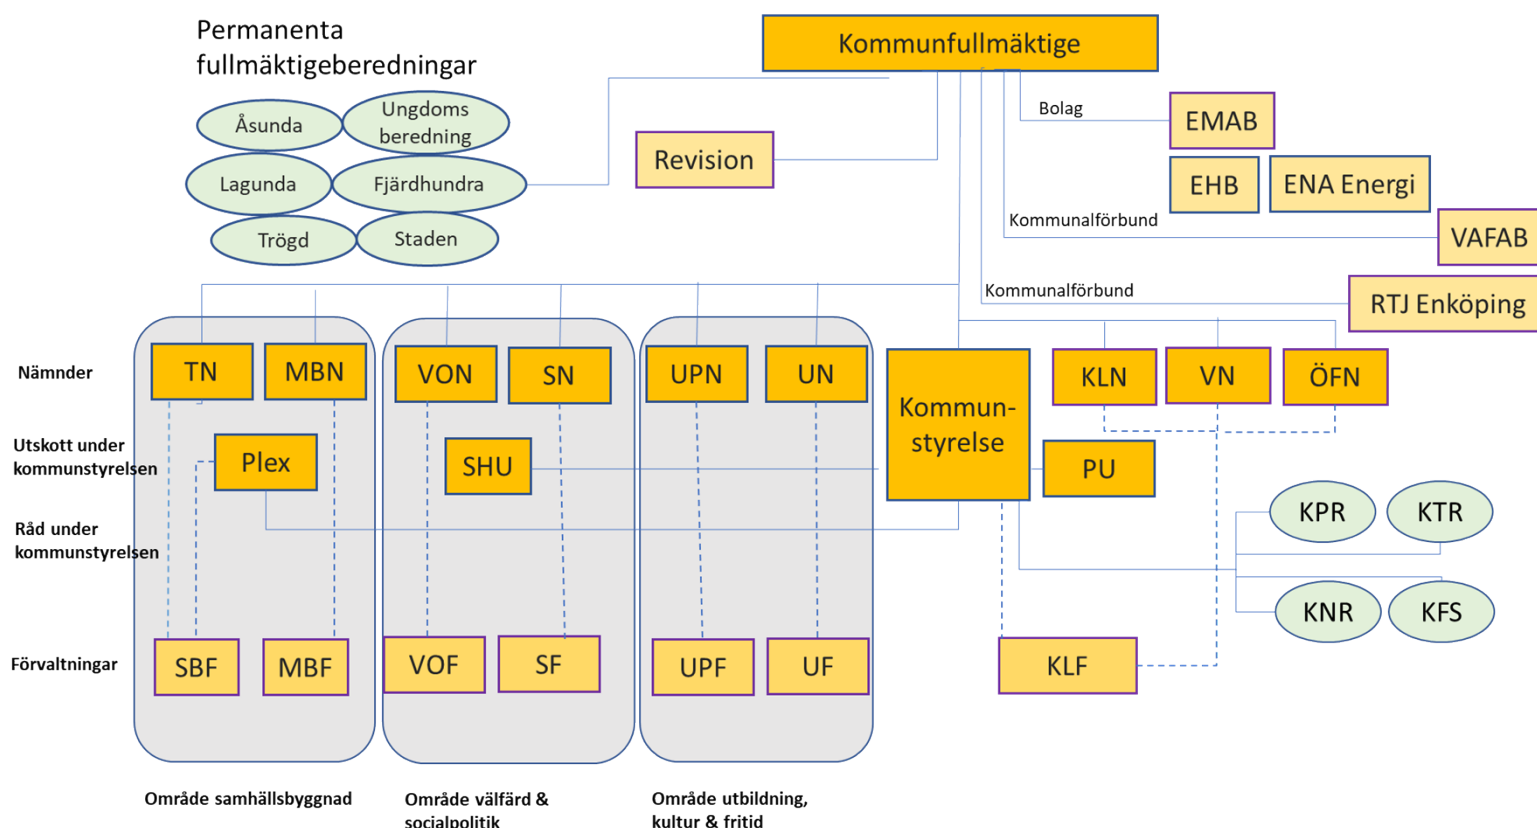 Permanenta
fullmäktigeberedningar
Kommunfullmäktige
Åsunda
Ungdoms
beredning
Lagunda
Fjärdhundra
Trögd
Staden
Revision
Bolag
EMAB
EHB
ENA Energi
Kommunalförbund
VAFAB
Kommunalförbund
RTJ Enköping
Nämnder
TN
MBN
VON
SN
UPN
UN
Kommun-
styrelse
KLN
VN
ÖFN
Utskott under
kommunstyrelsen
Plex
SHU
PU
Råd under
kommunstyrelsen
KPR
KTR
KNR
KFS
Förvaltningar
SBF
MBF
VOF
SF
UPF
UF
KLF
Område samhällsbyggnad
Område välfärd &
socialpolitik
Område utbildning,
kultur & fritid